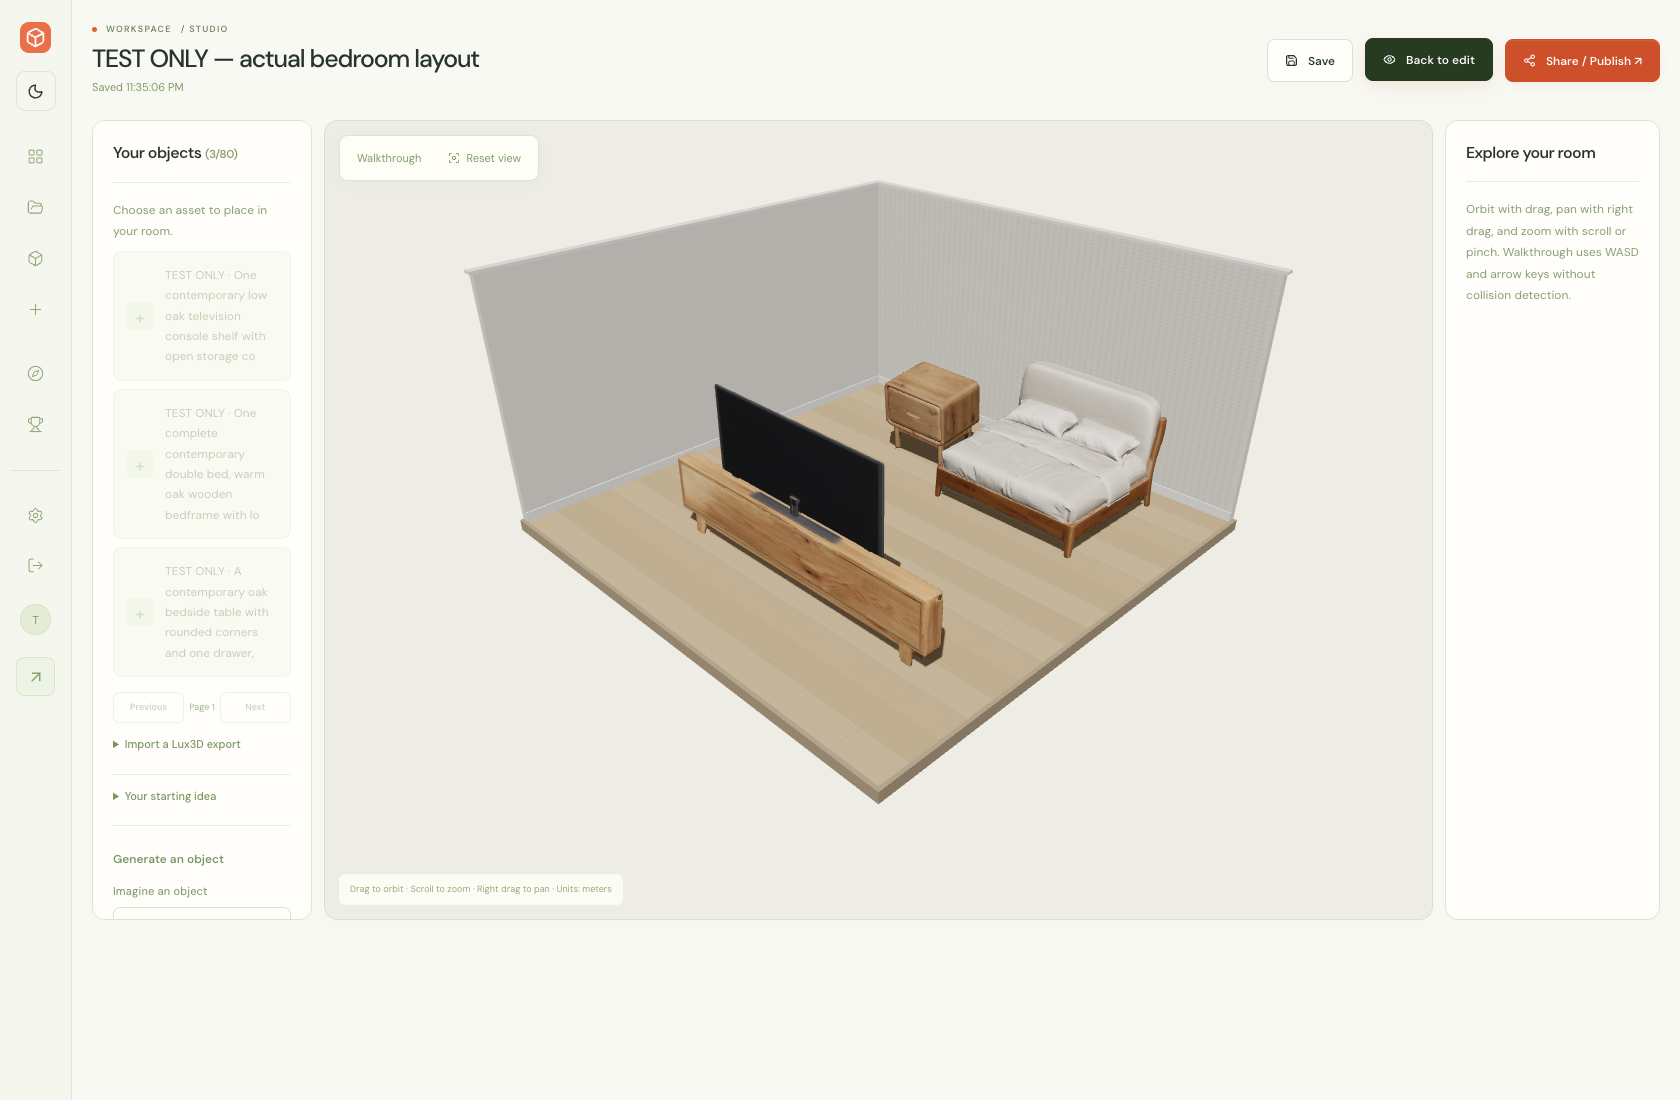 WORKSPACE / STUDIO
TEST ONLY — actual bedroom layout
Saved 11:35:06 PM
Save
Back to edit
Share / Publish
Your objects (3/80)
Choose an asset to place in
your room.
TEST ONLY · One
contemporary low
oak television
console shelf with
open storage co
TEST ONLY · One
complete
contemporary
double bed, warm
oak wooden
bedframe with lo
TEST ONLY · A
contemporary oak
bedside table with
rounded corners
and one drawer,
Previous
Page 1
Next
Import a Lux3D export
Your starting idea
Generate an object
Imagine an object
T
Walkthrough
Reset view
Drag to orbit · Scroll to zoom · Right drag to pan · Units: meters
Explore your room
Orbit with drag, pan with right
drag, and zoom with scroll or
pinch. Walkthrough uses WASD
and arrow keys without
collision detection.